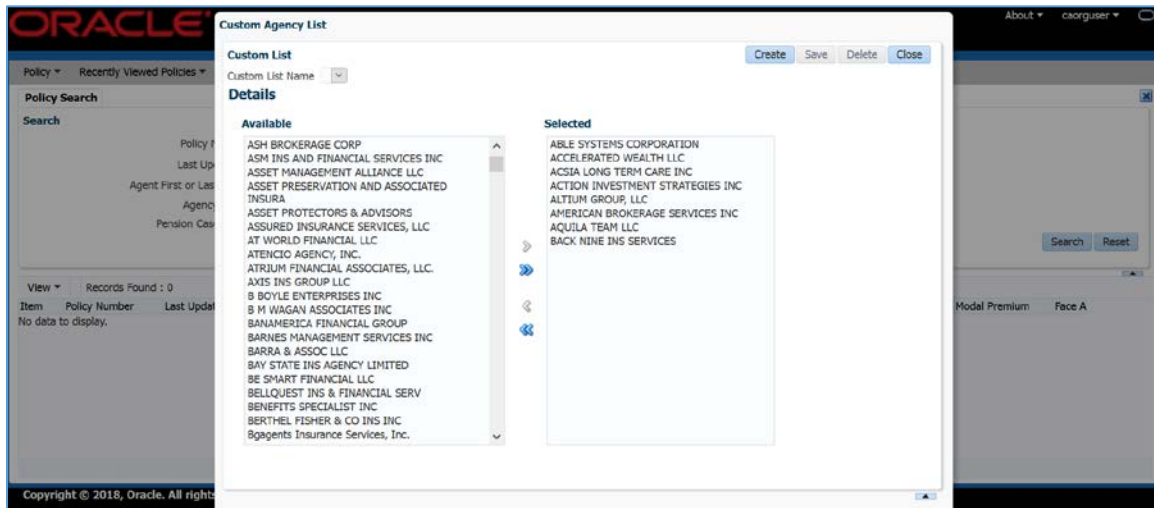 ORACLE
About
caorguser
Custom Agency List
Custom List
Create Save Delete Close
Custom List Name
Details
Policy Recently Viewed Policies
Policy Search
Search
Policy
Last Up
Agent First or Las
Agenc
Pension Cas
Search Reset
View Records Found : 0
Item Policy Number Last Updat
Modal Premium Face A
No data to display.
Available
ASH BROKERAGE CORP
ASM INS AND FINANCIAL SERVICES INC
ASSET MANAGEMENT ALLIANCE LLC
ASSET PRESERVATION AND ASSOCIATED
INSURA
ASSET PROTECTORS & ADVISORS
ASSURED INSURANCE SERVICES, LLC
AT WORLD FINANCIAL LLC
ATENCIO AGENCY, INC.
ATRIUM FINANCIAL ASSOCIATES, LLC.
AXIS INS GROUP LLC
B BOYLE ENTERPRISES INC
B M WAGAN ASSOCIATES INC
BANAMERICA FINANCIAL GROUP
BARNES MANAGEMENT SERVICES INC
BARRA & ASSOC LLC
BAY STATE INS AGENCY LIMITED
BE SMART FINANCIAL LLC
BELLQUEST INS & FINANCIAL SERV
BENEFITS SPECIALIST INC
BERTHEL FISHER & CO INS INC
Bgagents Insurance Services, Inc.
Selected
ABLE SYSTEMS CORPORATION
ACCELERATED WEALTH LLC
ACSIA LONG TERM CARE INC
ACTION INVESTMENT STRATEGIES INC
ALTIUM GROUP, LLC
AMERICAN BROKERAGE SERVICES INC
AQUILA TEAM LLC
BACK NINE INS SERVICES
Copyright © 2018, Oracle. All rights